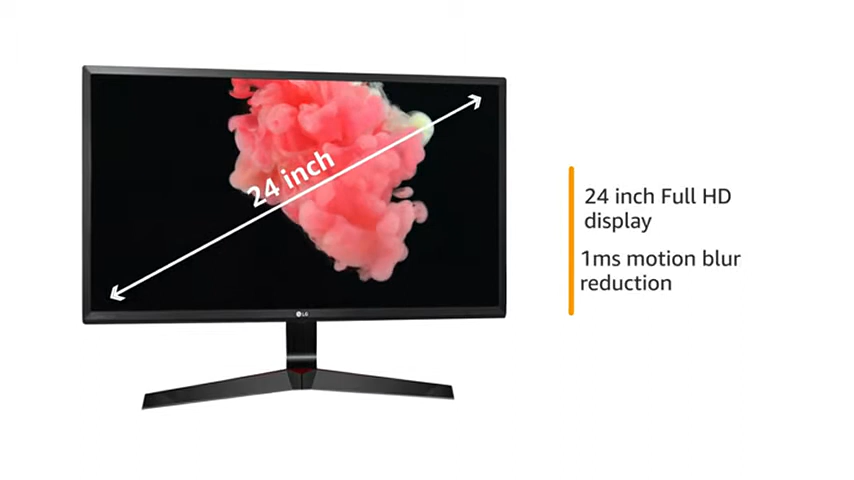 24 inch
LG
24 inch Full HD
display
1ms motion blur
reduction